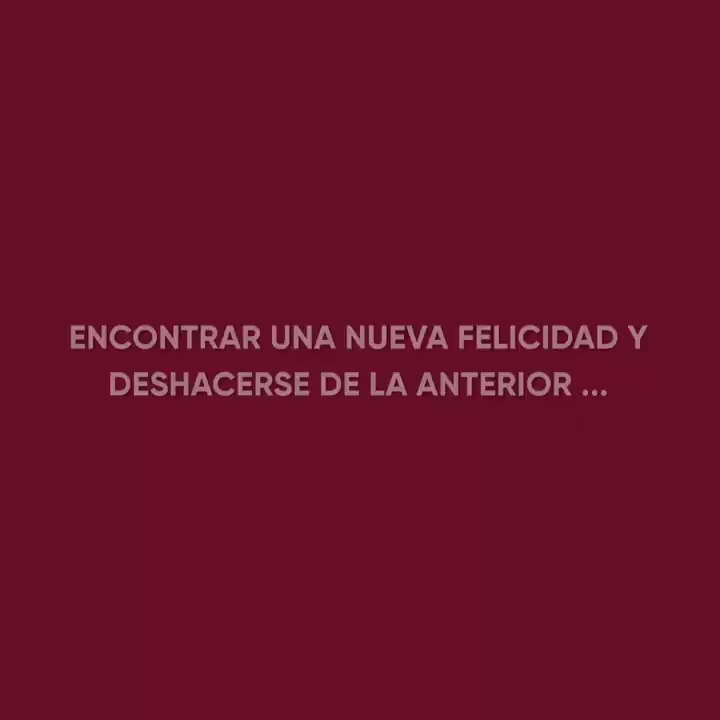 ENCONTRAR UNA NUEVA FELICIDAD Y
DESHACERSE DE LA ANTERIOR ...